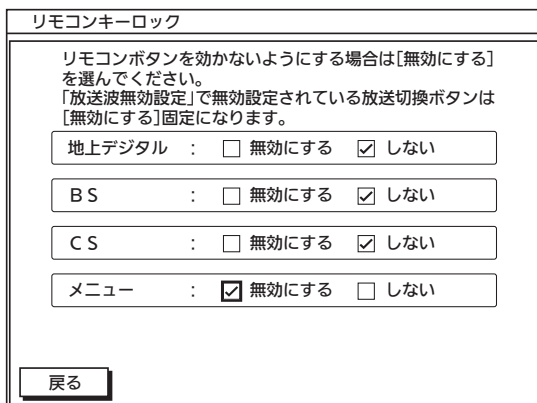 リモコンキーロック
リモコンボタンを効かないようにする場合は[無効にする]
を選んでください。
「放送波無効設定」で無効設定されている放送切換ボタンは
[無効にする]固定になります。
地上デジタル : ☐ 無効にする ☑ しない
BS : ☐ 無効にする ☑ しない
CS : ☐ 無効にする ☑ しない
メニュー : ☑ 無効にする ☐ しない
戻る